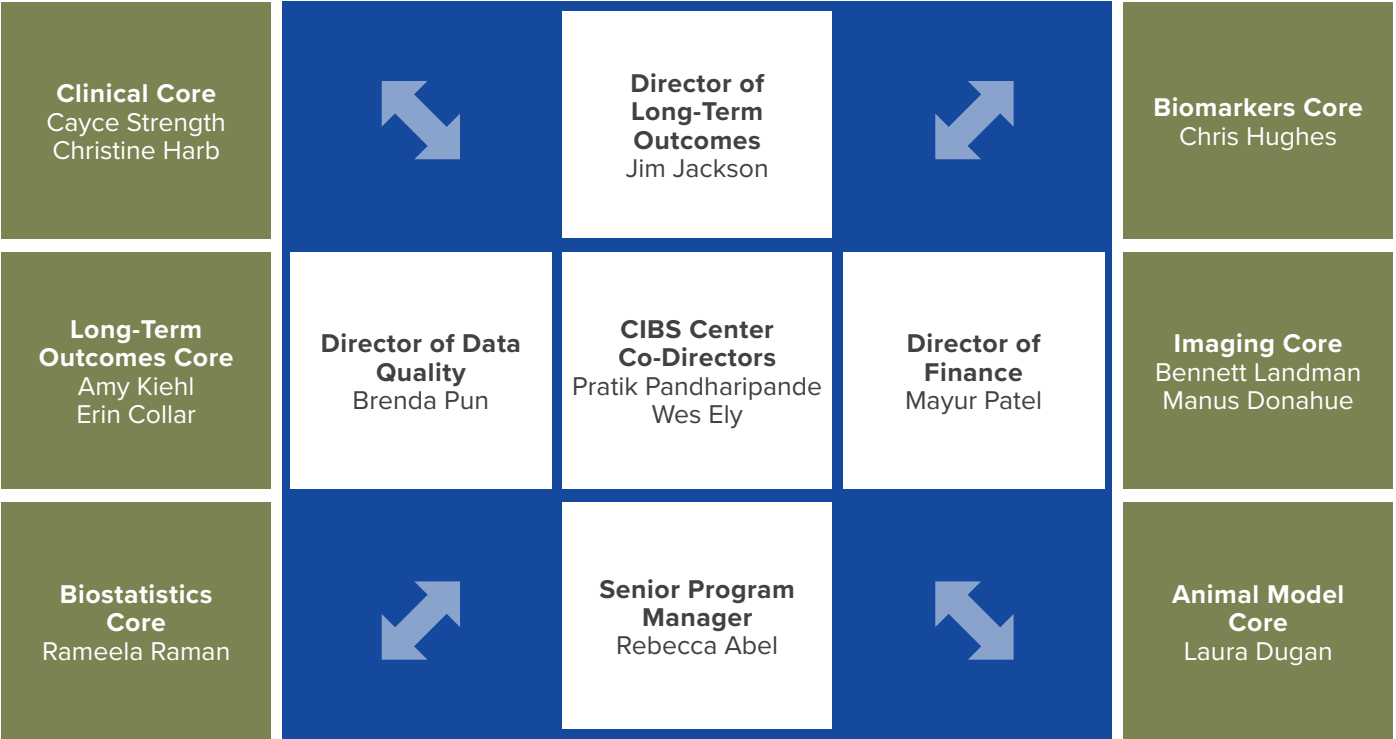 Clinical Core
Cayce Strength
Christine Harb
Director of
Long-Term
Outcomes
Jim Jackson
Biomarkers Core
Chris Hughes
Long-Term
Outcomes Core
Amy Kiehl
Erin Collar
Director of Data
Quality
Brenda Pun
CIBS Center
Co-Directors
Pratik Pandharipande
Wes Ely
Director of
Finance
Mayur Patel
Imaging Core
Bennett Landman
Manus Donahue
Biostatistics
Core
Rameela Raman
Senior Program
Manager
Rebecca Abel
Animal Model
Core
Laura Dugan